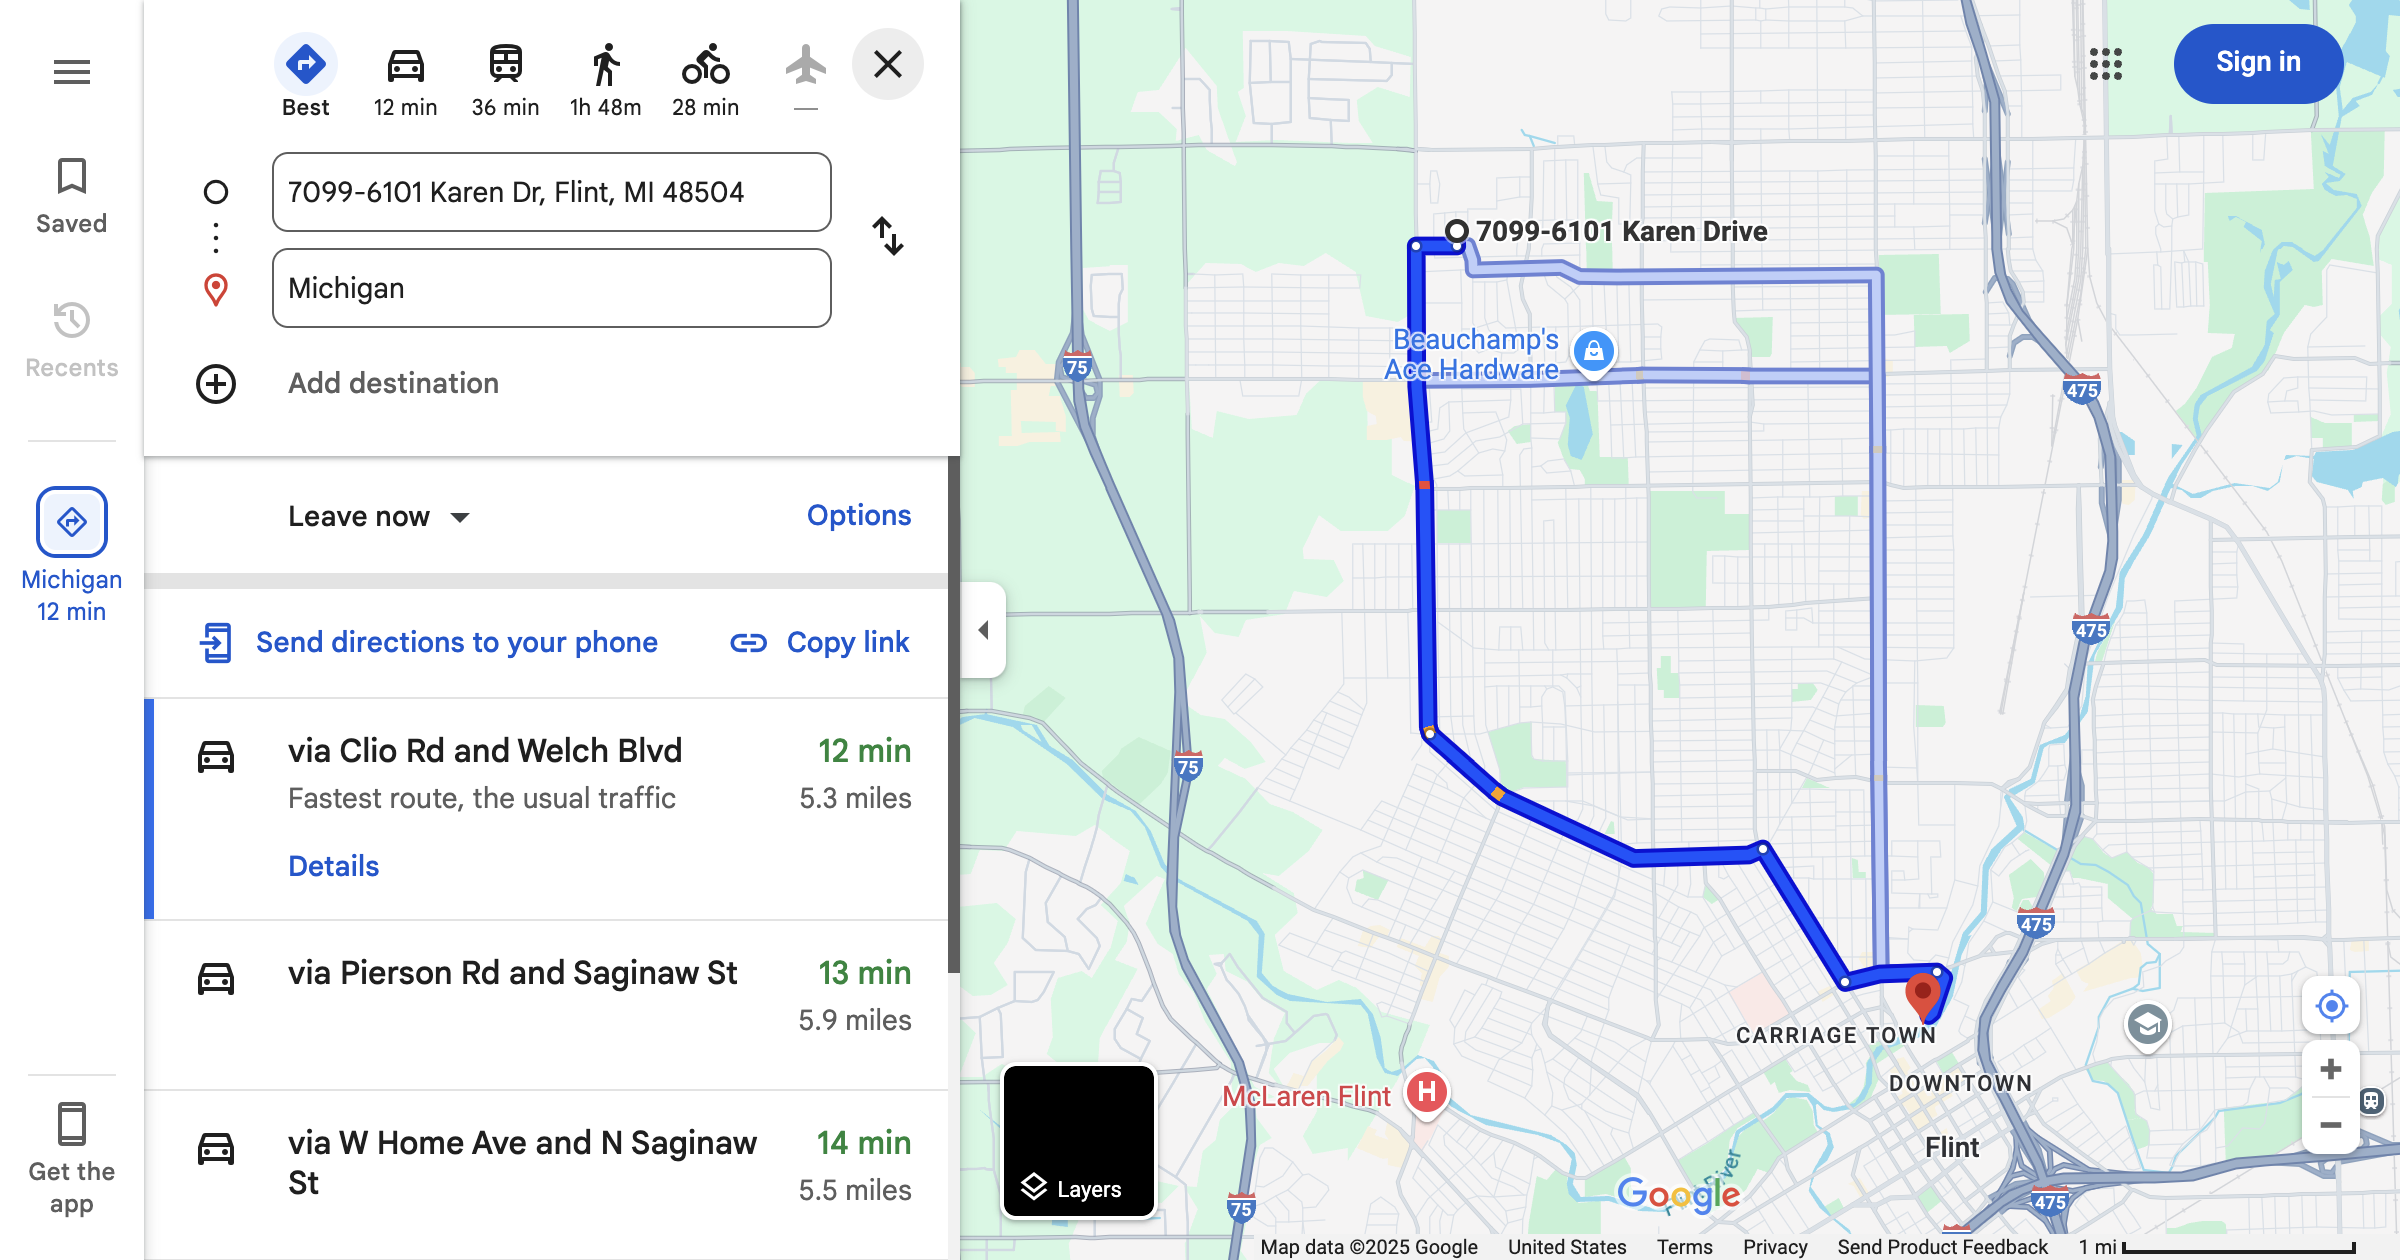 Best
12 min
36 min
1h 48m
28 min
—
Sign in
Saved
Recents
Michigan
12 min
Get the
app
7099-6101 Karen Dr, Flint, MI 48504
Michigan
Add destination
Leave now
Options
Send directions to your phone
Copy link
via Clio Rd and Welch Blvd
12 min
Fastest route, the usual traffic
5.3 miles
Details
via Pierson Rd and Saginaw St
13 min
5.9 miles
via W Home Ave and N Saginaw
St
14 min
5.5 miles
7099-6101 Karen Drive
Beauchamp's
Ace Hardware
75
475
475
75
475
CARRIAGE TOWN
DOWNTOWN
McLaren Flint
H
Flint
River
Layers
Google
75
475
Map data ©2025 Google
United States
Terms
Privacy
Send Product Feedback
1 mi